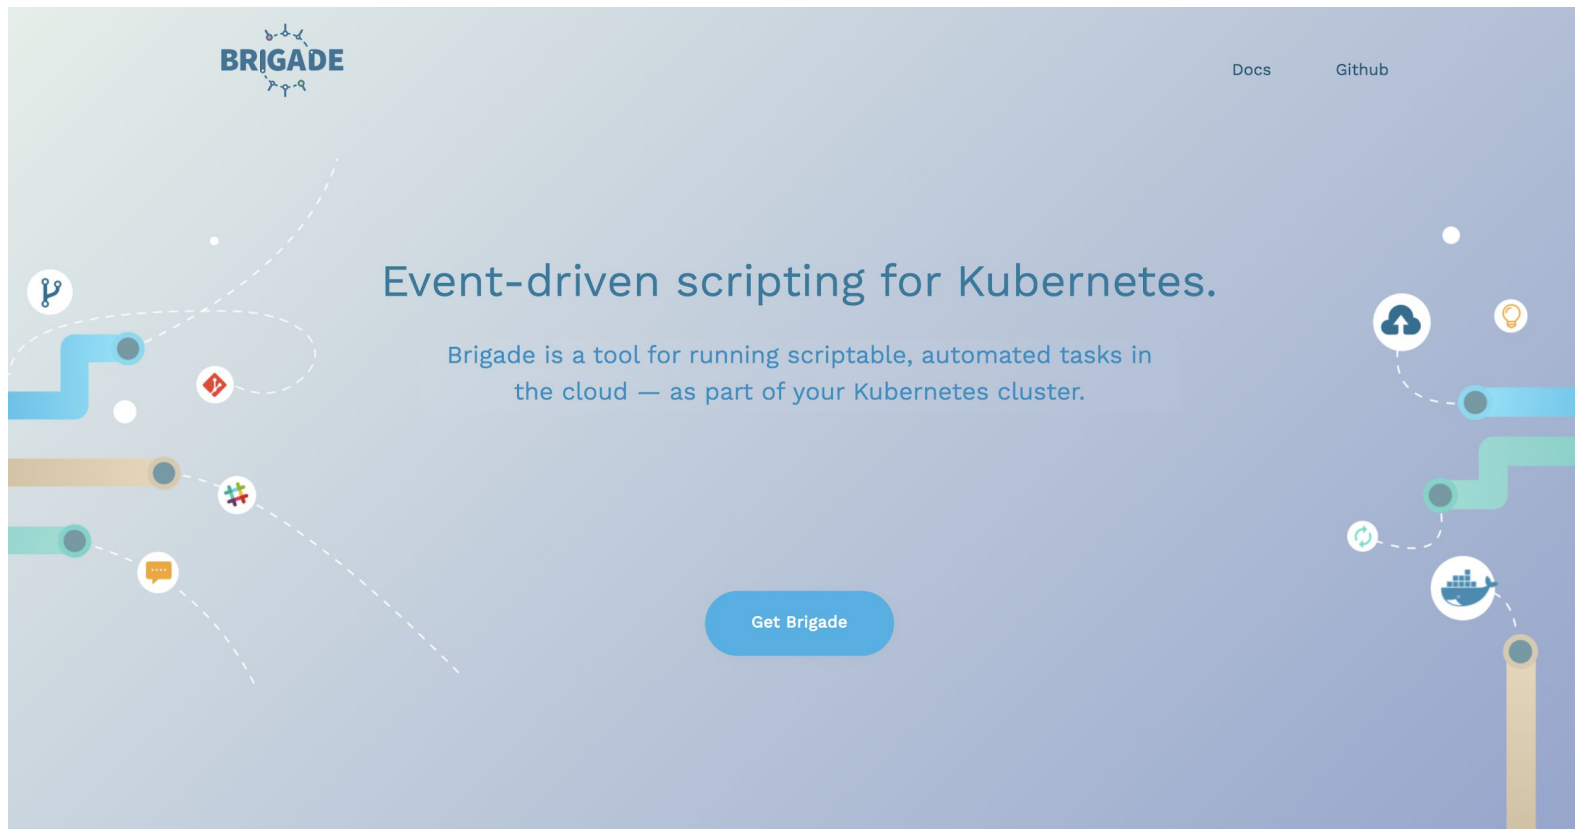 BRIGADE
Docs
Github
Event-driven scripting for Kubernetes.
Brigade is a tool for running scriptable, automated tasks in
the cloud — as part of your Kubernetes cluster.
Get Brigade